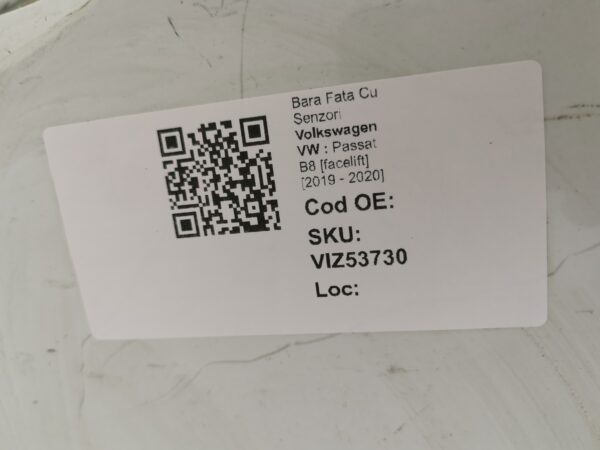 Bara Fata Cu
Senzori
Volkswagen
VW : Passat
B8 [facelift]
[2019 - 2020]
Cod OE:
SKU:
VIZ53730
Loc: